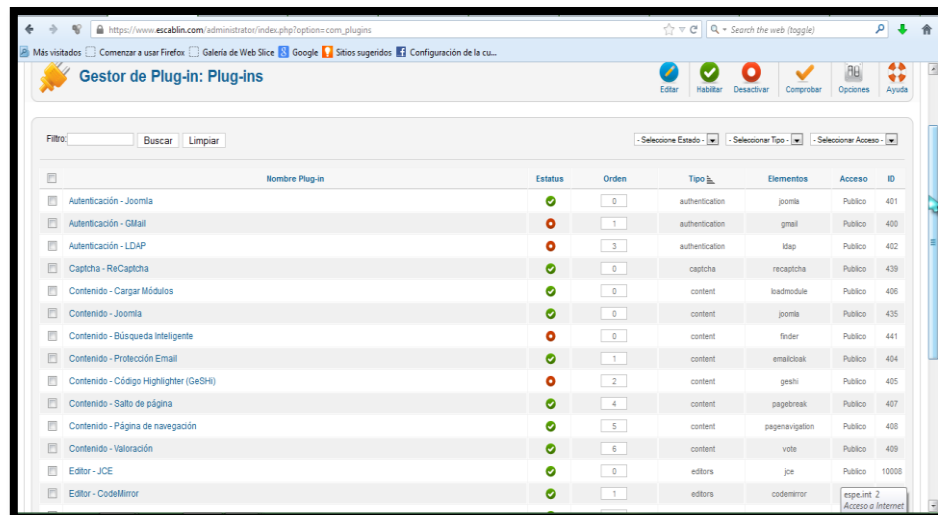 https://www.escablin.com/administrator/index.php?option=com_plugins
Search the web (toggle)
Más visitados Comenzar a usar Firefox Galería de Web Slice Google Sitios sugeridos Configuración de la cu...
Gestor de Plug-in: Plug-ins
Editar Habilitar Desactivar Comprobar Opciones Ayuda
Filtro: Buscar Limpiar - Seleccione Estado - - Seleccionar Tipo - - Seleccionar Acceso -
Nombre Plug-in Estatus Orden Tipo Elementos Acceso ID
Autenticación - Joomla 0 authentication joomla Publico 401
Autenticación - GMail 1 authentication gmail Publico 400
Autenticación - LDAP 3 authentication ldap Publico 402
Captcha - ReCaptcha 0 captcha recaptcha Publico 439
Contenido - Cargar Módulos 0 content loadmodule Publico 406
Contenido - Joomla 0 content joomla Publico 435
Contenido - Búsqueda Inteligente 0 content finder Publico 441
Contenido - Protección Email 1 content emailcloak Publico 404
Contenido - Código Highlighter (GeSHi) 2 content geshi Publico 405
Contenido - Salto de página 4 content pagebreak Publico 407
Contenido - Página de navegación 5 content pagenavigation Publico 408
Contenido - Valoración 6 content vote Publico 409
Editor - JCE 0 editors jce Publico 10008
Editor - CodeMirror 1 editors codemirror
espe.int 2
Acceso a Internet